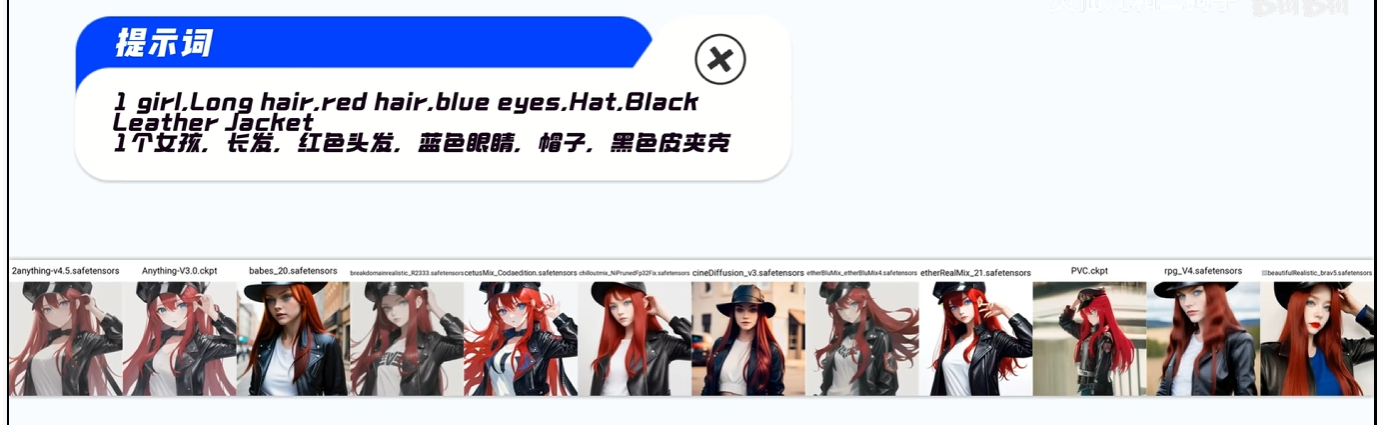 bilibili
提示词
1 girl,Long hair,red hair,blue eyes,Hat,Black
Leather Jacket
1个女孩, 长发, 红色头发, 蓝色眼睛, 帽子, 黑色皮夹克
2anything-v4.5.safetensors
Anything-V3.0.ckpt
babes_20.safetensors
breakdomainrealistic_R2333.safetensors
cetusMix_Codaedition.safetensors
chilloutmix_NiPrunedFp32Fix.safetensors
cineDiffusion_v3.safetensors
etherBluMix_etherBluMix4.safetensors
etherRealMix_21.safetensors
PVC.ckpt
rpg_V4.safetensors
beautifulRealistic_brav5.safetensors